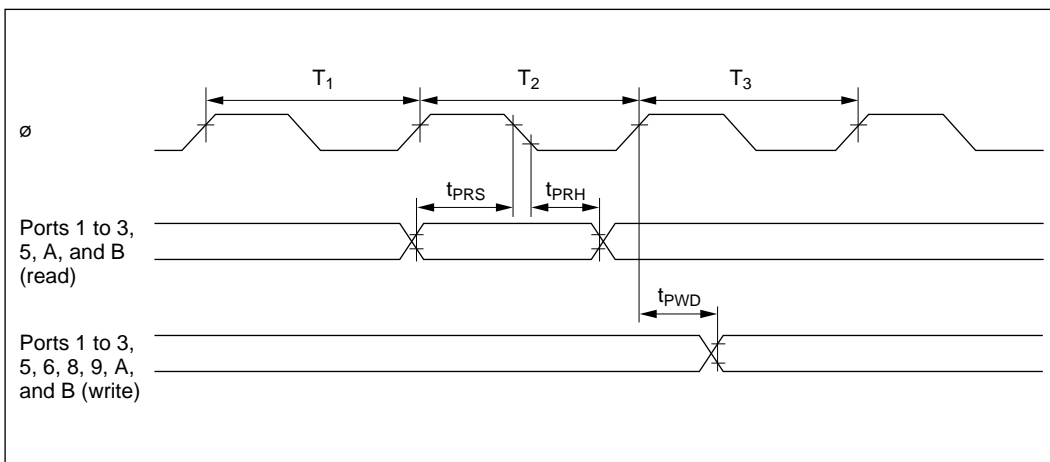 T1 T2 T3
ø
tPRS tPRH
Ports 1 to 3,
5, A, and B
(read)
tPWD
Ports 1 to 3,
5, 6, 8, 9, A,
and B (write)